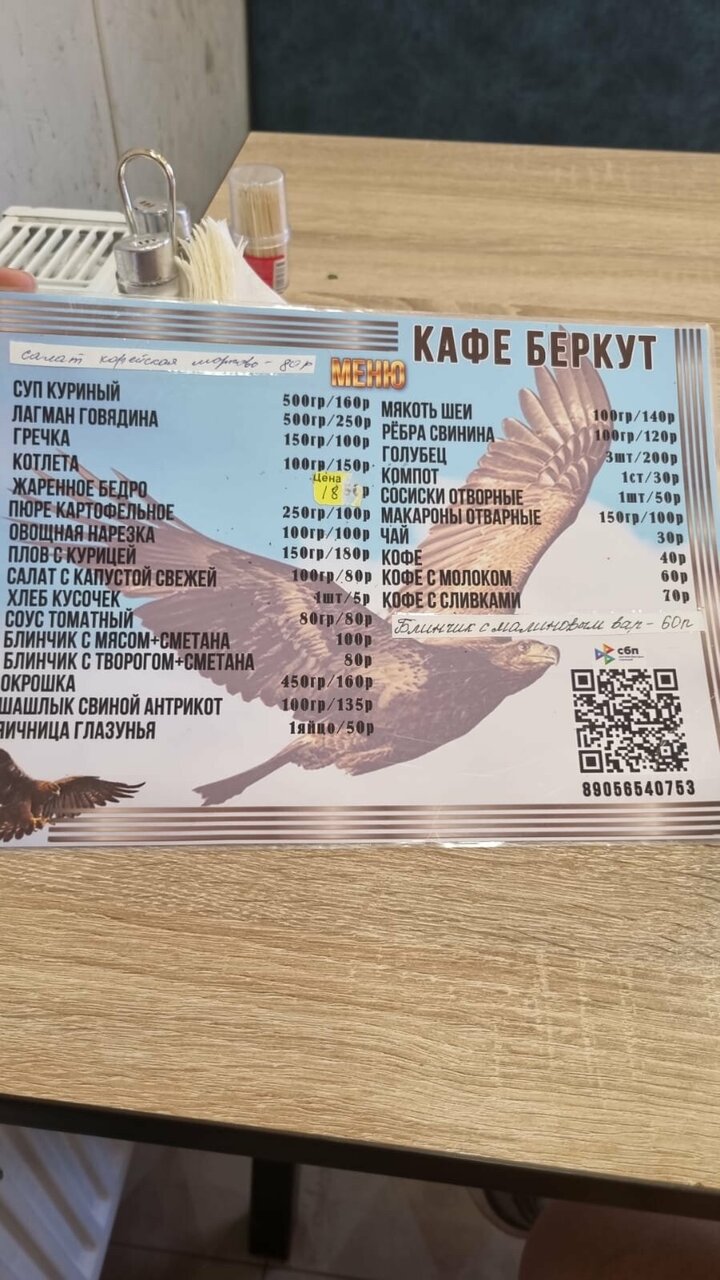 КАФЕ БЕРКУТ
салат корейская морковь - 80р
МЕНЮ
СУП КУРИНЫЙ 500гр/160р
ЛАГМАН ГОВЯДИНА 500гр/250р
ГРЕЧКА 150гр/100р
КОТЛЕТА 100гр/150р
ЖАРЕННОЕ БЕДРО
Цена
ПЮРЕ КАРТОФЕЛЬНОЕ 250гр/100р
ОВОЩНАЯ НАРЕЗКА 100гр/100р
ПЛОВ С КУРИЦЕЙ 150гр/180р
САЛАТ С КАПУСТОЙ СВЕЖЕЙ 100гр/80р
ХЛЕБ КУСОЧЕК 1шт/5р
СОУС ТОМАТНЫЙ 80гр/80р
БЛИНЧИК С МЯСОМ+СМЕТАНА 100р
БЛИНЧИК С ТВОРОГОМ+СМЕТАНА 80р
ОКРОШКА 450гр/160р
ШАШЛЫК СВИНОЙ АНТРИКОТ 100гр/135р
ЯИЧНИЦА ГЛАЗУНЬЯ 1яйцо/50р
МЯКОТЬ ШЕИ 100гр/140р
РЁБРА СВИНИНА 100гр/120р
ГОЛУБЕЦ 3шт/200р
КОМПОТ 1ст/30р
СОСИСКИ ОТВОРНЫЕ 1шт/50р
МАКАРОНЫ ОТВАРНЫЕ 150гр/100р
ЧАЙ 30р
КОФЕ 40р
КОФЕ С МОЛОКОМ 60р
КОФЕ С СЛИВКАМИ 70р
Блинчик с малиновым вар - 60р
сбп
89056540753